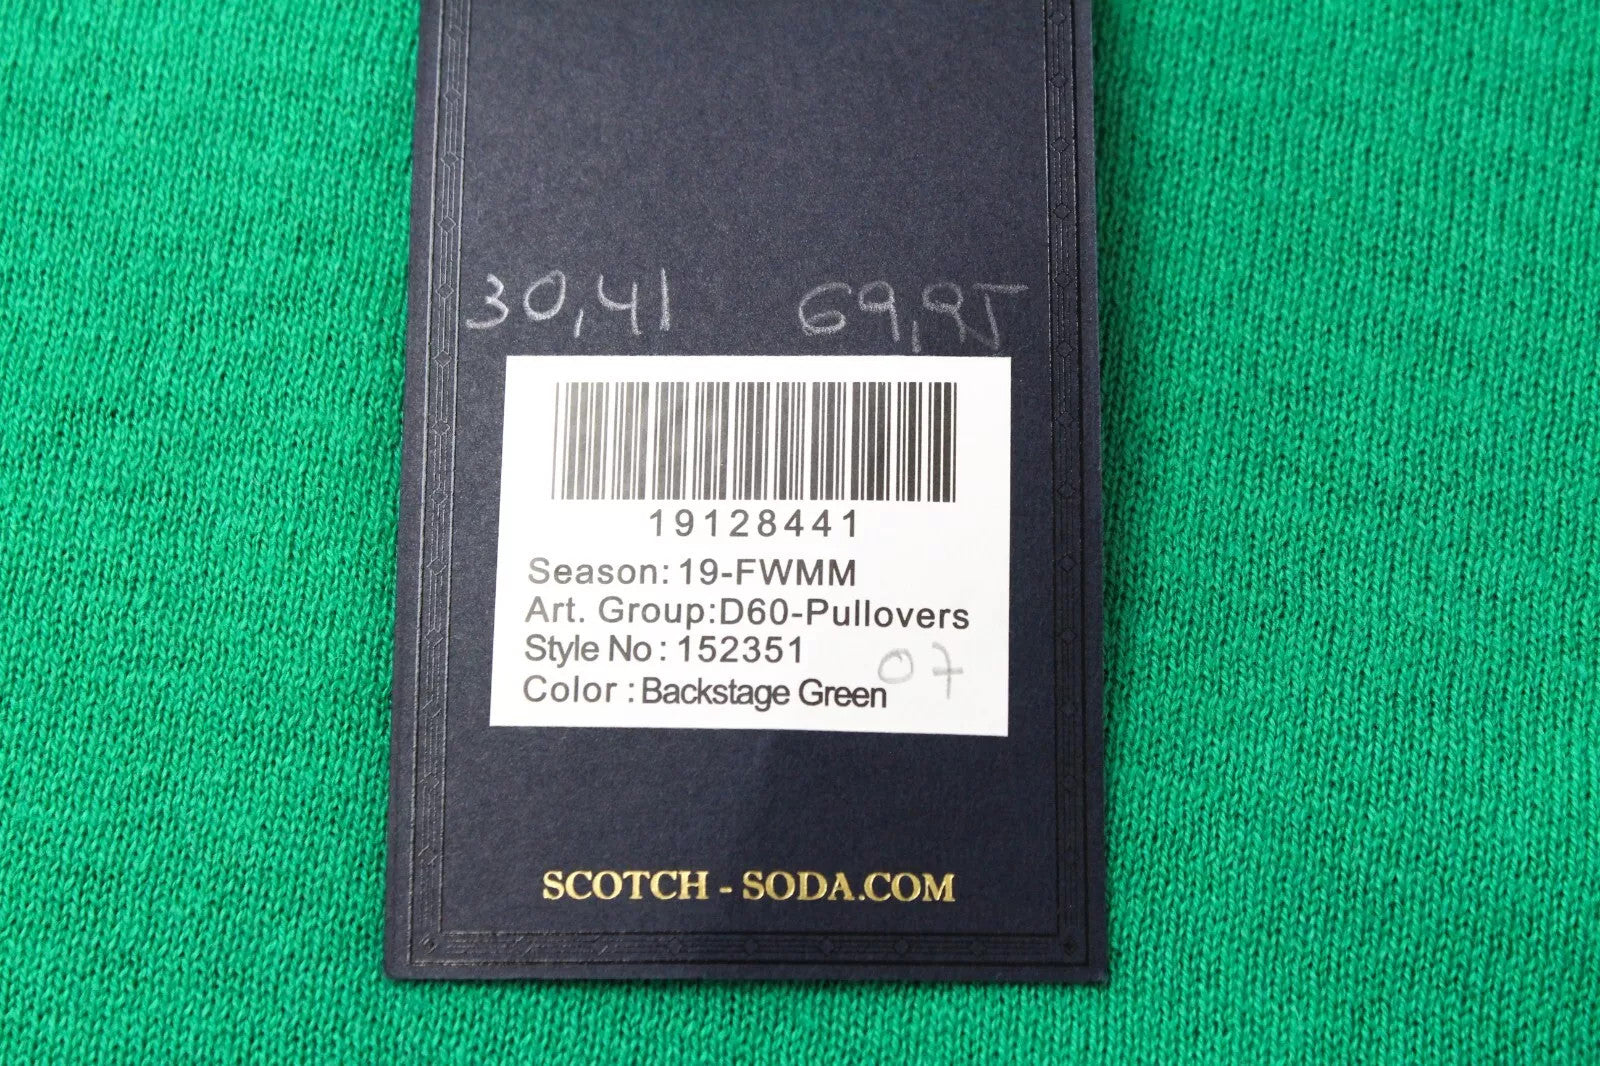 30,41 69,95
19128441
Season: 19-FWMM
Art. Group:D60-Pullovers
Style No : 152351
07
Color : Backstage Green
SCOTCH - SODA.COM